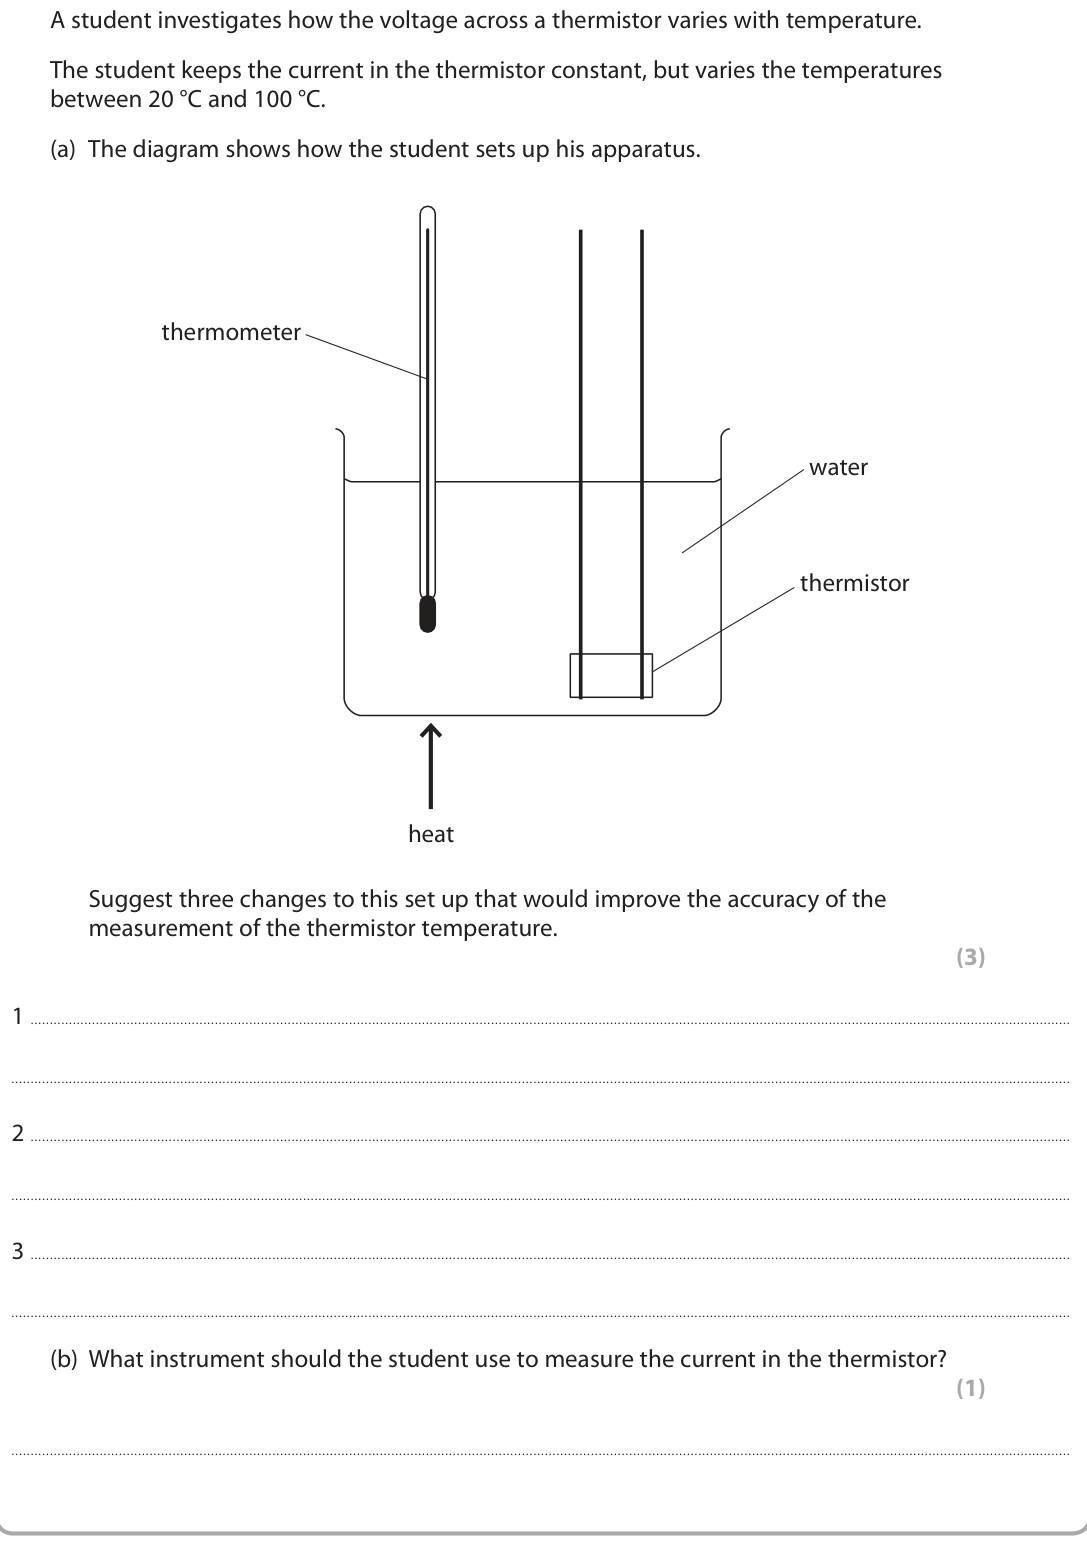 A student investigates how the voltage across a thermistor varies with temperature.
The student keeps the current in the thermistor constant, but varies the temperatures
between 20 °C and 100 °C.
(a) The diagram shows how the student sets up his apparatus.
thermometer
water
thermistor
heat
Suggest three changes to this set up that would improve the accuracy of the
measurement of the thermistor temperature.
(3)
1
2
3
(b) What instrument should the student use to measure the current in the thermistor?
(1)